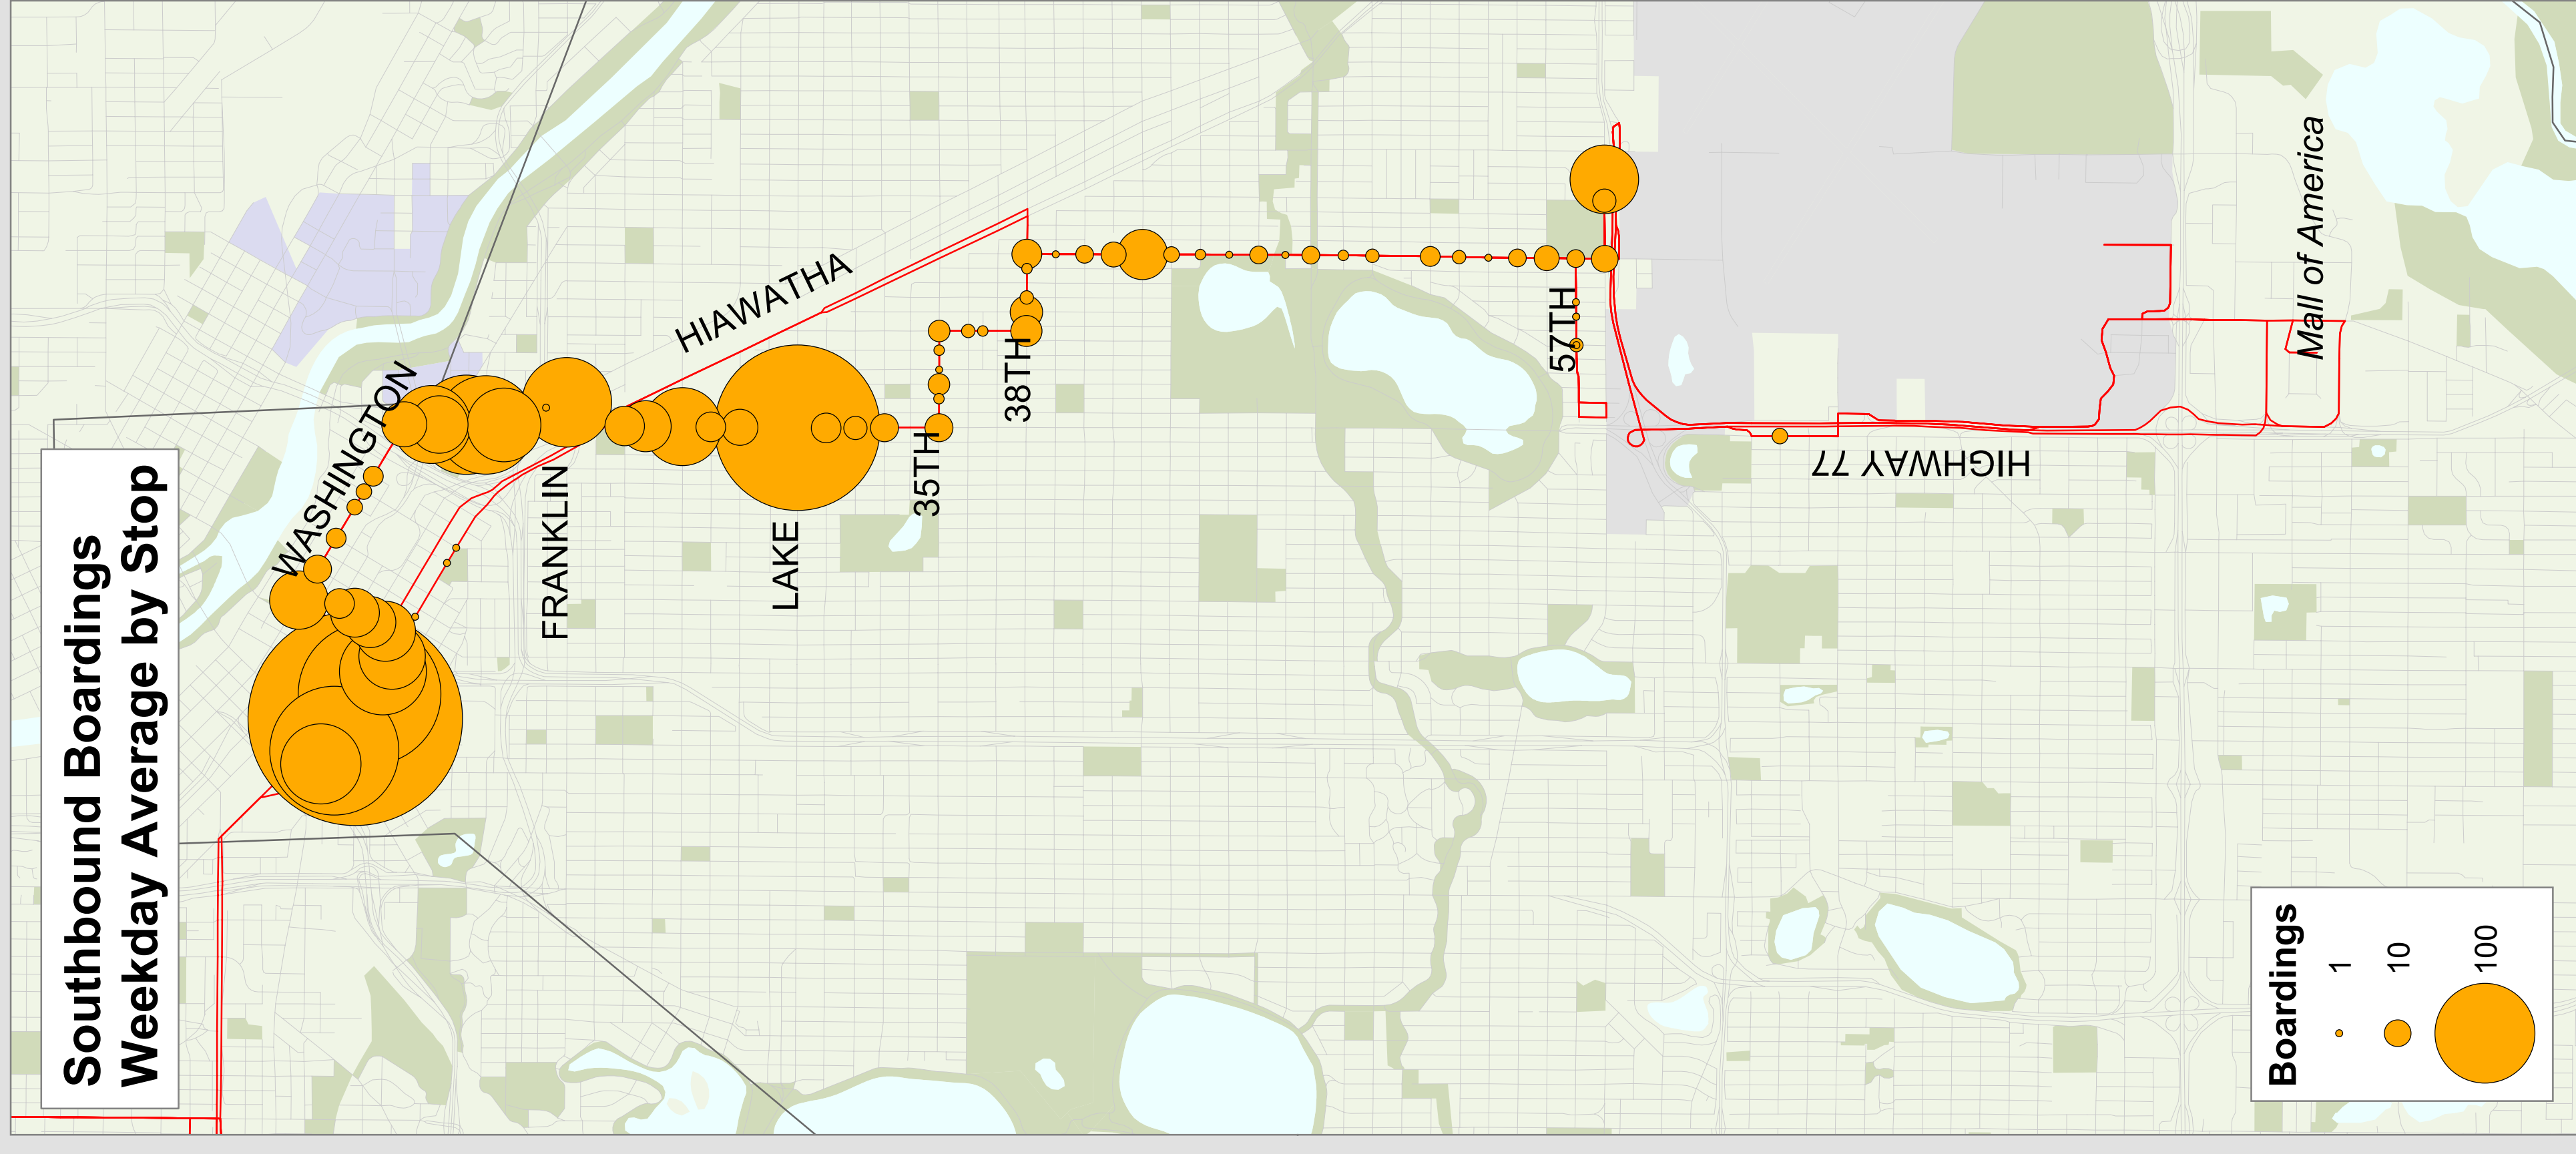 Southbound Boardings
Weekday Average by Stop
WASHINGTON
FRANKLIN
HIAWATHA
LAKE
35TH
38TH
57TH
HIGHWAY 77
Mall of America
Boardings
1
10
100